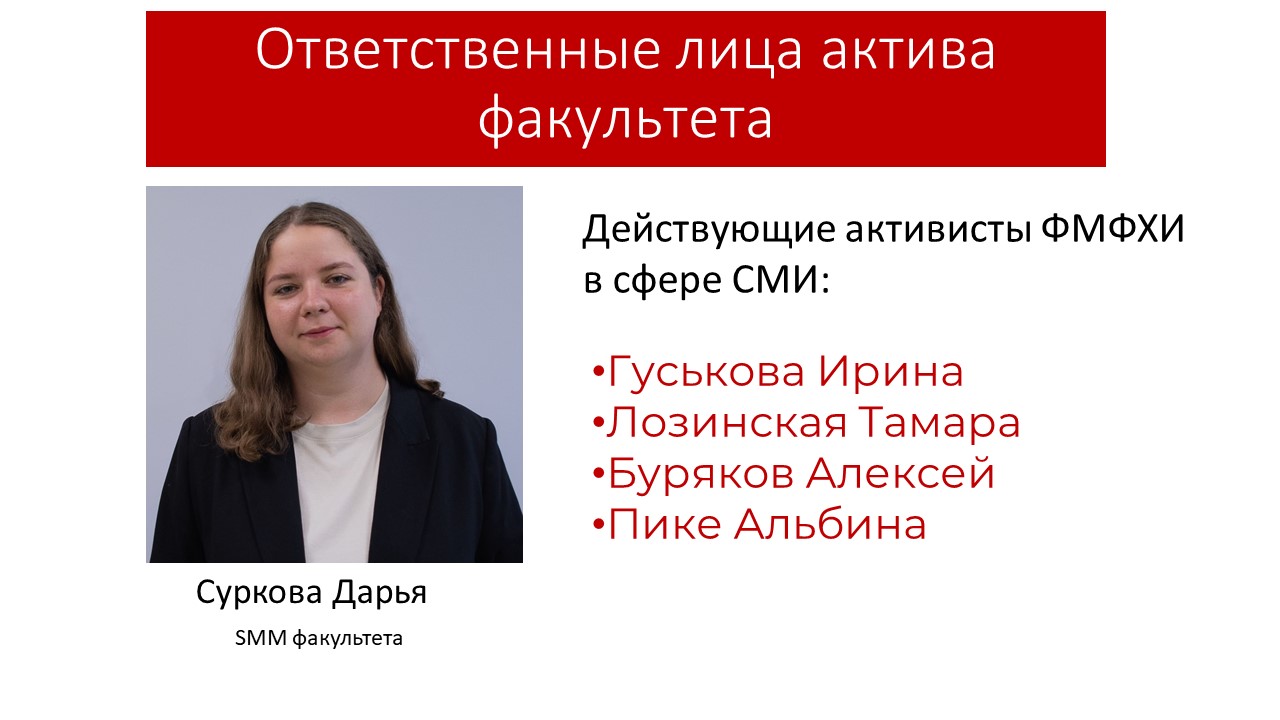 Ответственные лица актива
факультета
Действующие активисты ФМФХИ
в сфере СМИ:
•Гуськова Ирина
•Лозинская Тамара
•Буряков Алексей
•Пике Альбина
Суркова Дарья
SMM факультета